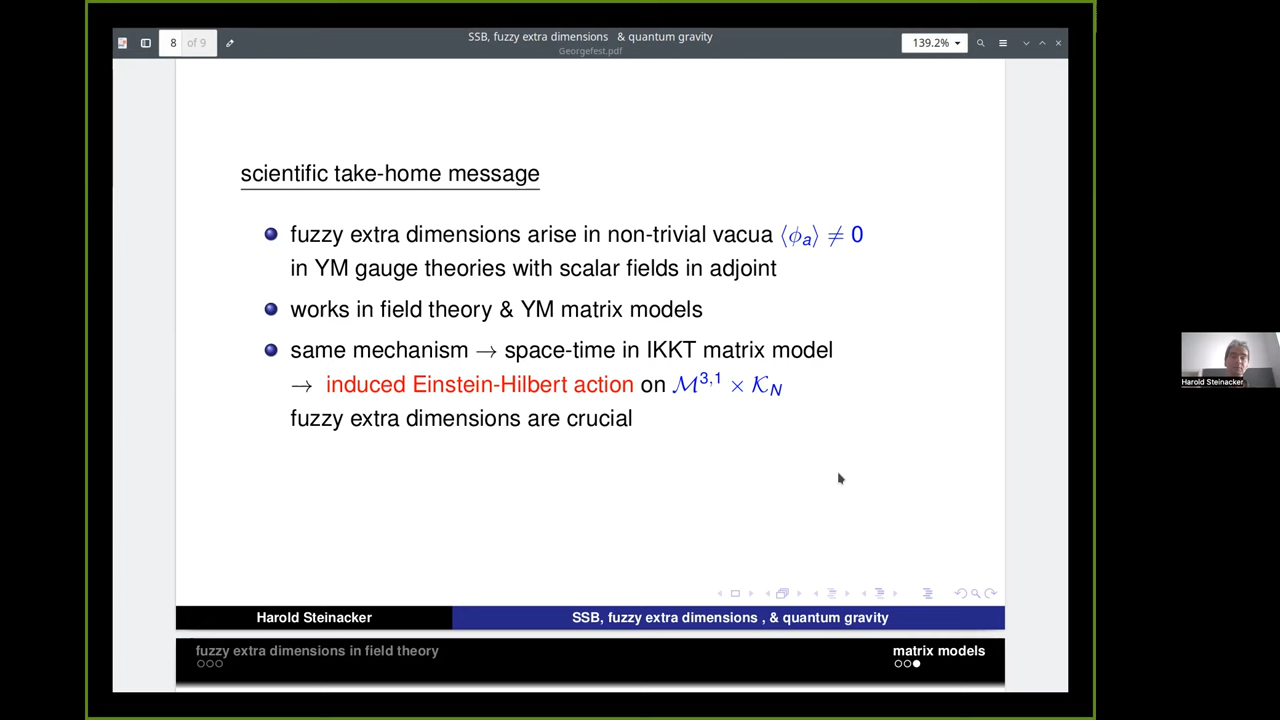 8 of 9
SSB, fuzzy extra dimensions & quantum gravity
Georgefest.pdf
139.2%
scientific take-home message
fuzzy extra dimensions arise in non-trivial vacua ⟨ϕₐ⟩ ≠ 0
in YM gauge theories with scalar fields in adjoint
works in field theory & YM matrix models
same mechanism → space-time in IKKT matrix model
→ induced Einstein-Hilbert action on ℳ³,¹ × 𝒦_N
fuzzy extra dimensions are crucial
Harold Steinacker
Harold Steinacker
SSB, fuzzy extra dimensions , & quantum gravity
fuzzy extra dimensions in field theory
matrix models